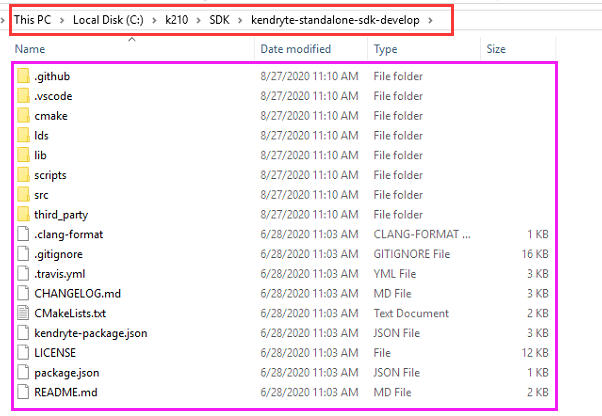 This PC > Local Disk (C:) > k210 > SDK > kendryte-standalone-sdk-develop >
Name Date modified Type Size
.github 8/27/2020 11:10 AM File folder
.vscode 8/27/2020 11:10 AM File folder
cmake 8/27/2020 11:10 AM File folder
lds 8/27/2020 11:10 AM File folder
lib 8/27/2020 11:10 AM File folder
scripts 8/27/2020 11:10 AM File folder
src 8/27/2020 11:10 AM File folder
third_party 8/27/2020 11:10 AM File folder
.clang-format 6/28/2020 11:03 AM CLANG-FORMAT ... 1 KB
.gitignore 6/28/2020 11:03 AM GITIGNORE File 16 KB
.travis.yml 6/28/2020 11:03 AM YML File 3 KB
CHANGELOG.md 6/28/2020 11:03 AM MD File 3 KB
CMakeLists.txt 6/28/2020 11:03 AM Text Document 2 KB
kendryte-package.json 6/28/2020 11:03 AM JSON File 3 KB
LICENSE 6/28/2020 11:03 AM File 12 KB
package.json 6/28/2020 11:03 AM JSON File 1 KB
README.md 6/28/2020 11:03 AM MD File 2 KB